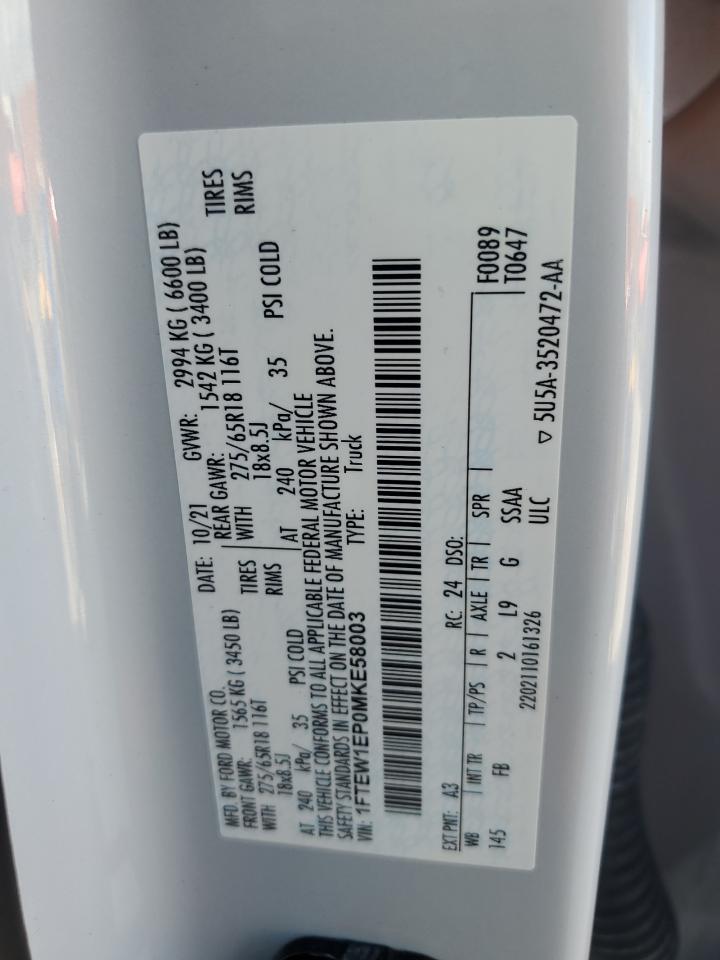 MFD. BY FORD MOTOR CO.
DATE: 10/21 GVWR: 2994 KG ( 6600 LB)
FRONT GAWR: 1565 KG ( 3450 LB)
REAR GAWR: 1542 KG ( 3400 LB)
WITH 275/65R18 116T TIRES
WITH 275/65R18 116T TIRES
18x8.5J RIMS
18x8.5J RIMS
AT 240 kPa/ 35 PSI COLD
AT 240 kPa/ 35 PSI COLD
THIS VEHICLE CONFORMS TO ALL APPLICABLE FEDERAL MOTOR VEHICLE
SAFETY STANDARDS IN EFFECT ON THE DATE OF MANUFACTURE SHOWN ABOVE.
VIN: 1FTEW1EP0MKE58003 TYPE: Truck
EXT PNT: A3 RC: 24 DSO: F0089
WB INT TR TP/PS R AXLE TR SPR T0647
145 FB 2 L9 G SSAA
ULC
2202110161326 ▽ 5U5A-3520472-AA